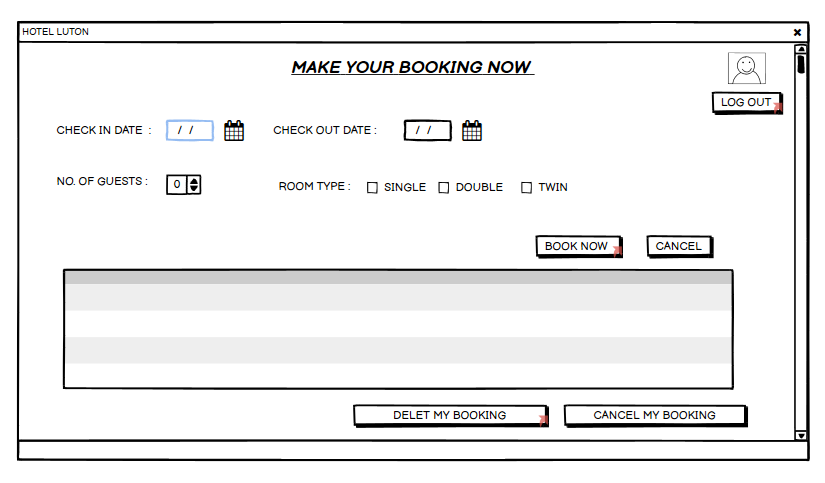 HOTEL LUTON
MAKE YOUR BOOKING NOW
LOG OUT
CHECK IN DATE : / / CHECK OUT DATE : / /
NO. OF GUESTS : 0 ROOM TYPE : SINGLE DOUBLE TWIN
BOOK NOW CANCEL
DELET MY BOOKING CANCEL MY BOOKING